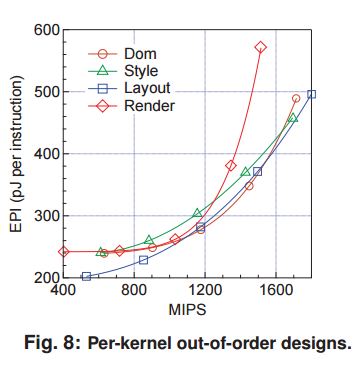 600
500
400
300
200
EPI (pJ per instruction)
Dom
Style
Layout
Render
400 800 1200 1600
MIPS
Fig. 8: Per-kernel out-of-order designs.